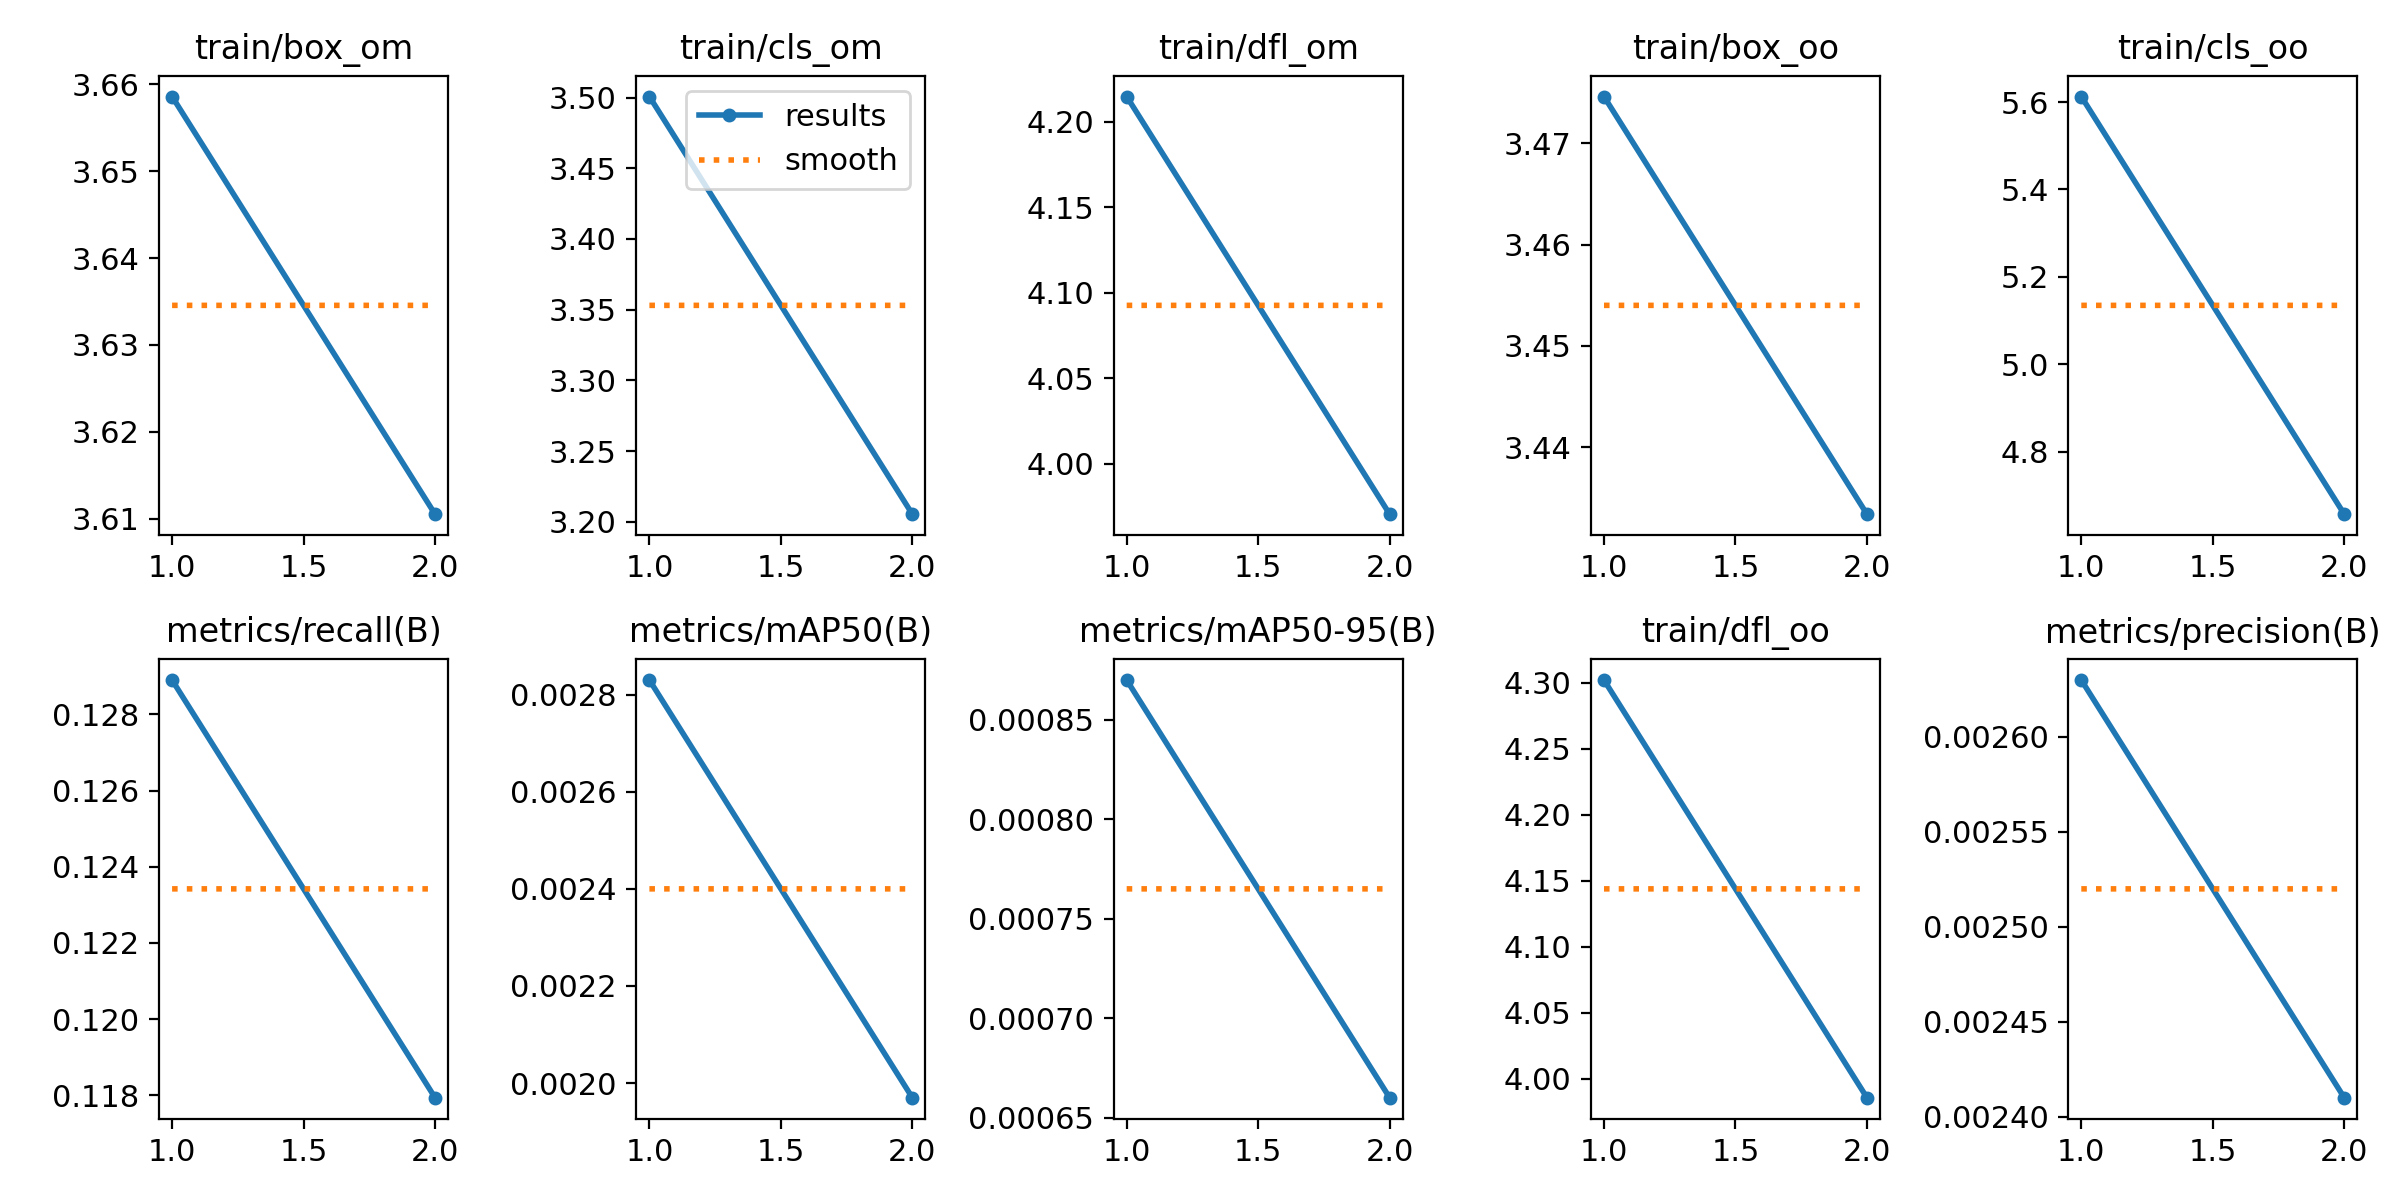 train/box_om
3.66
3.65
3.64
3.63
3.62
3.61
1.0 1.5 2.0
train/cls_om
results
smooth
3.50
3.45
3.40
3.35
3.30
3.25
3.20
1.0 1.5 2.0
train/dfl_om
4.20
4.15
4.10
4.05
4.00
1.0 1.5 2.0
train/box_oo
3.47
3.46
3.45
3.44
1.0 1.5 2.0
train/cls_oo
5.6
5.4
5.2
5.0
4.8
1.0 1.5 2.0
metrics/recall(B)
0.128
0.126
0.124
0.122
0.120
0.118
1.0 1.5 2.0
metrics/mAP50(B)
0.0028
0.0026
0.0024
0.0022
0.0020
1.0 1.5 2.0
metrics/mAP50-95(B)
0.00085
0.00080
0.00075
0.00070
0.00065
1.0 1.5 2.0
train/dfl_oo
4.30
4.25
4.20
4.15
4.10
4.05
4.00
1.0 1.5 2.0
metrics/precision(B)
0.00260
0.00255
0.00250
0.00245
0.00240
1.0 1.5 2.0